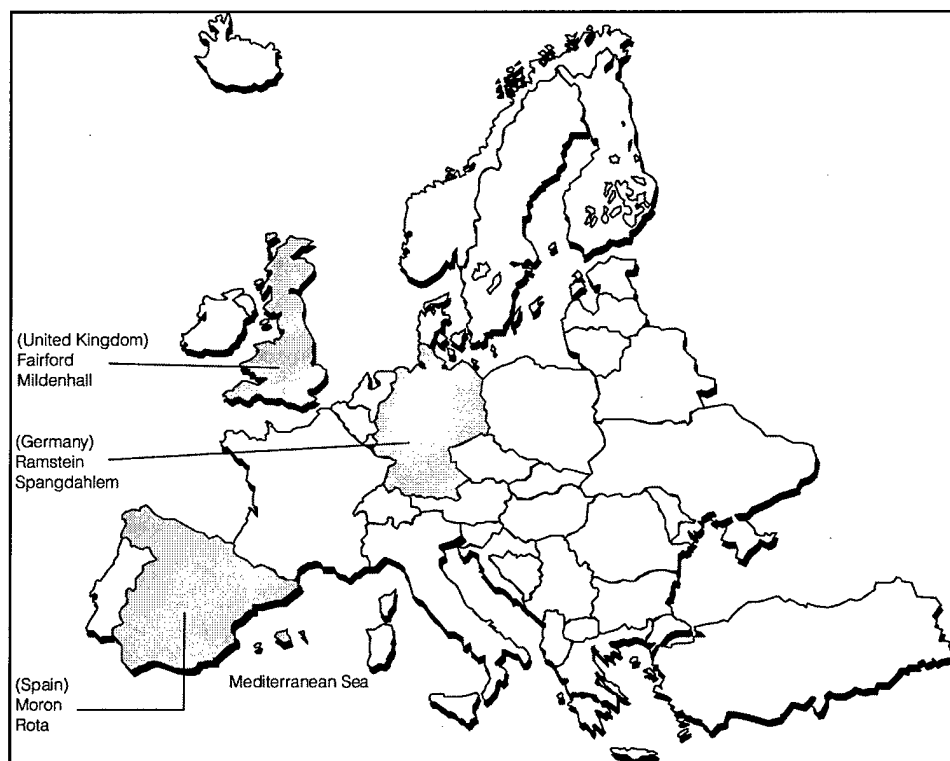 (United Kingdom)
Fairford
Mildenhall
(Germany)
Ramstein
Spangdahlem
(Spain)
Moron
Rota
Mediterranean Sea